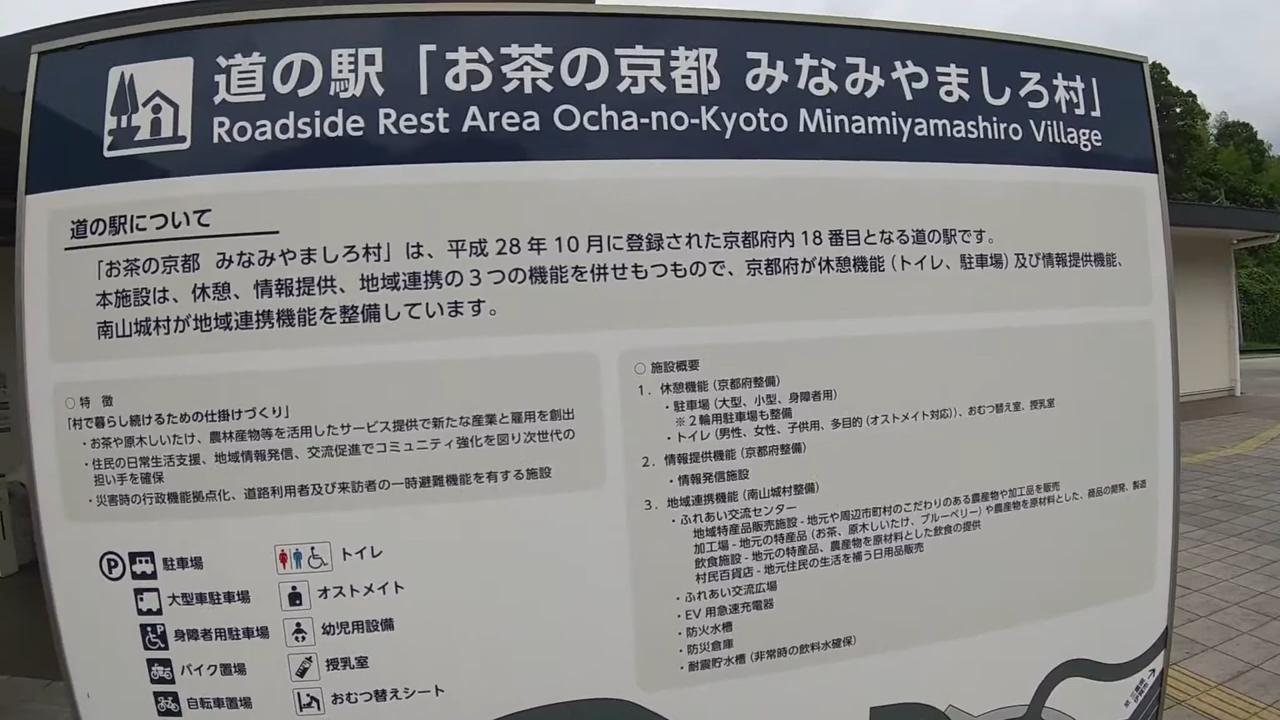 道の駅「お茶の京都 みなみやましろ村」
Roadside Rest Area Ocha-no-Kyoto Minamiyamashiro Village
道の駅について
「お茶の京都 みなみやましろ村」は、平成 28 年 10 月に登録された京都府内 18 番目となる道の駅です。
本施設は、休憩、情報提供、地域連携の3つの機能を併せもつもので、京都府が休憩機能（トイレ、駐車場）及び情報提供機能、
南山城村が地域連携機能を整備しています。
○ 特 徴
「村で暮らし続けるための仕掛けづくり」
・お茶や原木しいたけ、農林産物等を活用したサービス提供で新たな産業と雇用を創出
・住民の日常生活支援、地域情報発信、交流促進でコミュニティ強化を図り次世代の
担い手を確保
・災害時の行政機能拠点化、道路利用者及び来訪者の一時避難機能を有する施設
○ 施設概要
1. 休憩機能（京都府整備）
・駐車場（大型、小型、身障者用）
※2輪用駐車場も整備
・トイレ（男性、女性、子供用、多目的（オストメイト対応））、おむつ替え室、授乳室
2. 情報提供機能（京都府整備）
・情報発信施設
3. 地域連携機能（南山城村整備）
・ふれあい交流センター
地域特産品販売施設 - 地元や周辺市町村のこだわりのある農産物や加工品を販売
加工場 - 地元の特産品（お茶、原木しいたけ、ブルーベリー）や農産物を原材料とした、商品の開発、製造
飲食施設 - 地元の特産品、農産物を原材料とした飲食の提供
村民百貨店 - 地元住民の生活を補う日用品販売
・ふれあい交流広場
・EV 用急速充電器
・防火水槽
・防災倉庫
・耐震貯水槽（非常時の飲料水確保）
P 駐車場
大型車駐車場
P 身障者用駐車場
バイク置場
自転車置場
トイレ
オストメイト
幼児用設備
授乳室
おむつ替えシート